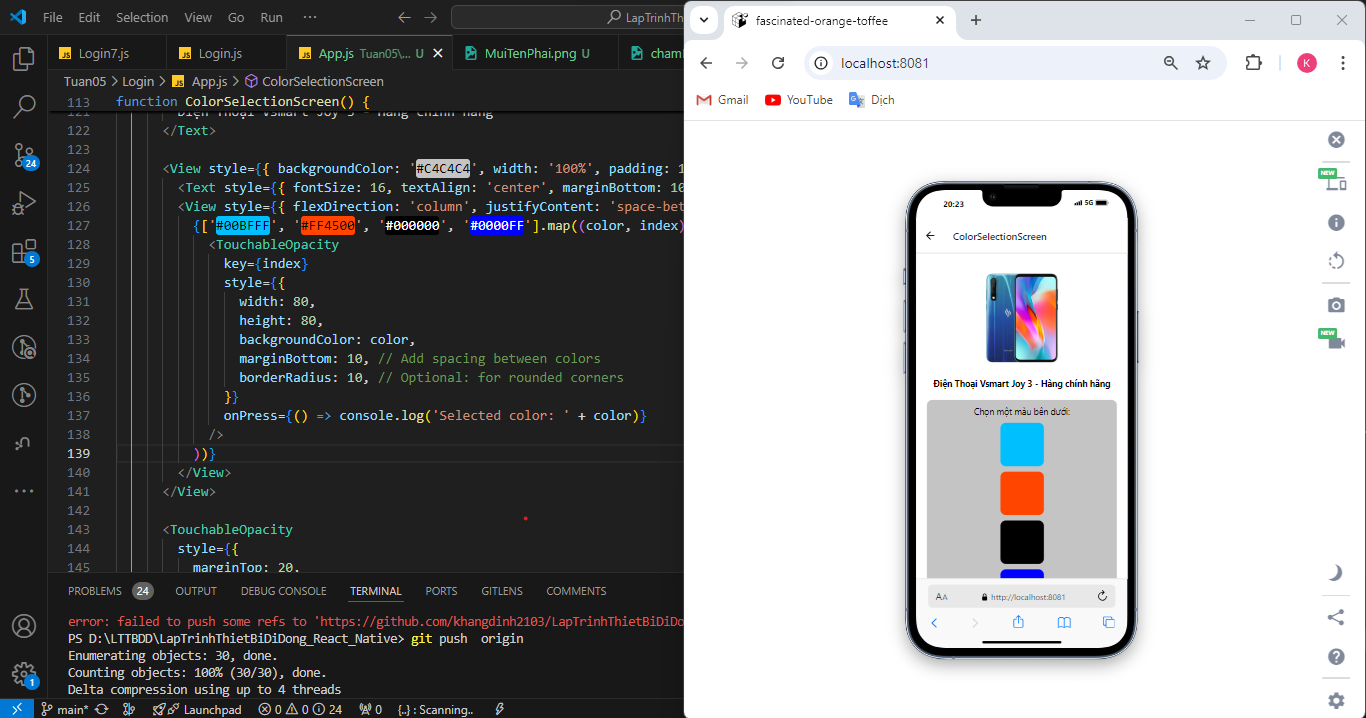 File Edit Selection View Go Run ··· LapTrinhTh
Login7.js Login.js App.js Tuan05\... U MuiTenPhai.png U cham
Tuan05 > Login > App.js > ColorSelectionScreen
113 function ColorSelectionScreen() {
121 Điện Thoại Vsmart Joy 3 - Hàng chính hãng
122 </Text>
123
124 <View style={{ backgroundColor: '#C4C4C4', width: '100%', padding: 1
125 <Text style={{ fontSize: 16, textAlign: 'center', marginBottom: 10
126 <View style={{ flexDirection: 'column', justifyContent: 'space-bet
127 {['#00BFFF', '#FF4500', '#000000', '#0000FF'].map((color, index)
128 <TouchableOpacity
129 key={index}
130 style={{
131 width: 80,
132 height: 80,
133 backgroundColor: color,
134 marginBottom: 10, // Add spacing between colors
135 borderRadius: 10, // Optional: for rounded corners
136 }}
137 onPress={() => console.log('Selected color: ' + color)}
138 />
139 ))}
140 </View>
141 </View>
142
143 <TouchableOpacity
144 style={{
145 marginTop: 20,
PROBLEMS 24 OUTPUT DEBUG CONSOLE TERMINAL PORTS GITLENS COMMENTS
error: failed to push some refs to 'https://github.com/khangdinh2103/LapTrinhThietBiDiDo
PS D:\LTTBDD\LapTrinhThietBiDiDong_React_Native> git push origin
Enumerating objects: 30, done.
Counting objects: 100% (30/30), done.
Delta compression using up to 4 threads
main* Launchpad 0 0 24 0 {..} : Scanning..
24
5
1
fascinated-orange-toffee
localhost:8081
K
Gmail YouTube Dịch
NEW
NEW
20:23 5G
ColorSelectionScreen
Điện Thoại Vsmart Joy 3 - Hàng chính hãng
Chọn một màu bên dưới:
AA http://localhost:8081